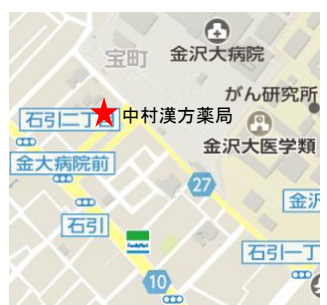 宝町
金沢大病院
がん研究所
石引二丁目
中村漢方薬局
金沢大医学類
金大病院前
27
金沢
石引
FamilyMart
石引一丁
10